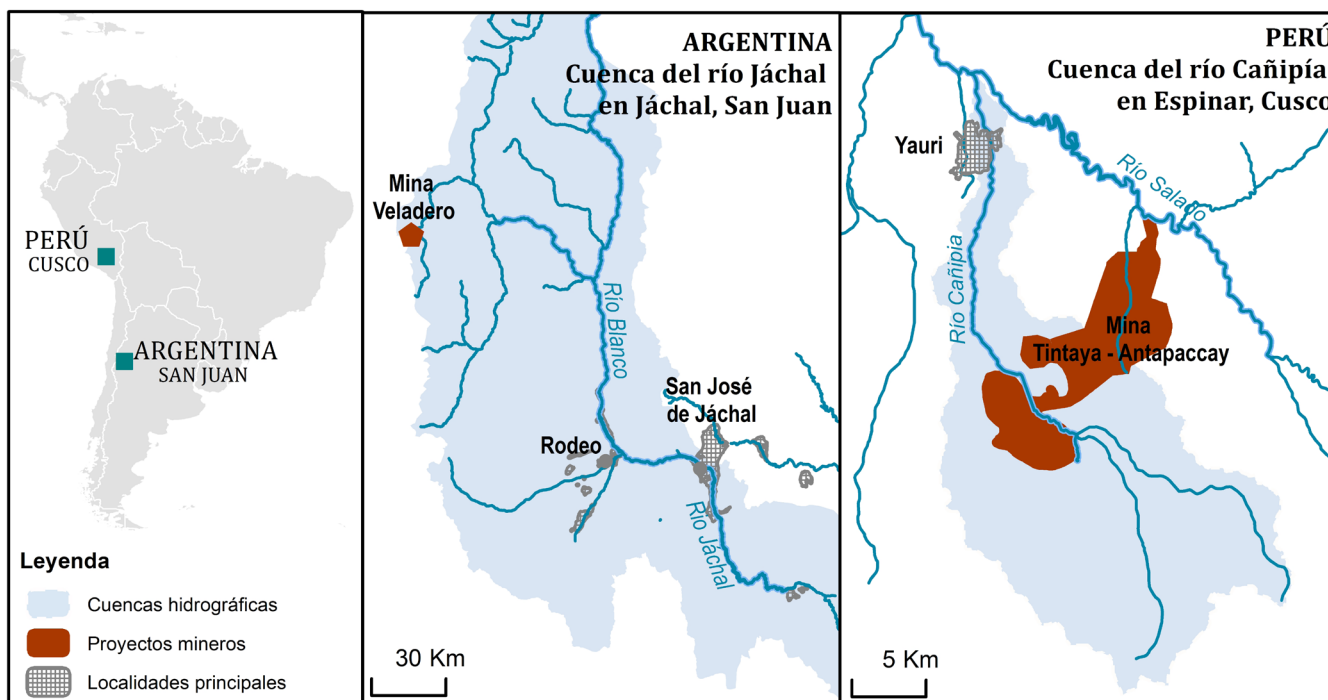 PERÚ
CUSCO
ARGENTINA
SAN JUAN
Leyenda
Cuencas hidrográficas
Proyectos mineros
Localidades principales
ARGENTINA
Cuenca del río Jáchal
en Jáchal, San Juan
Mina
Veladero
Río Blanco
San José
de Jáchal
Rodeo
Río Jáchal
30 Km
PERÚ
Cuenca del río Cañipía
en Espinar, Cusco
Yauri
Río Salado
Río Cañipia
Mina
Tintaya - Antapaccay
5 Km